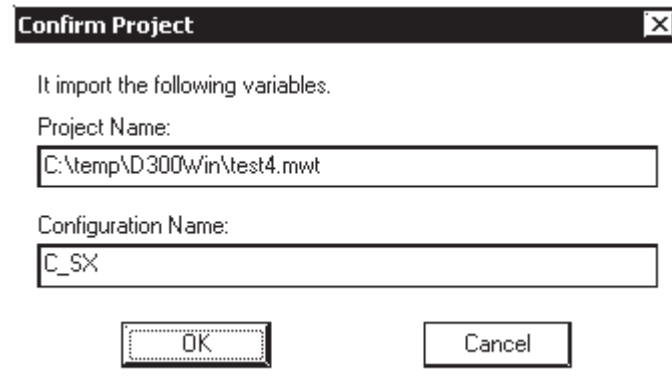 Confirm Project
It import the following variables.
Project Name:
C:\temp\D300Win\test4.mwt
Configuration Name:
C_SX
OK Cancel